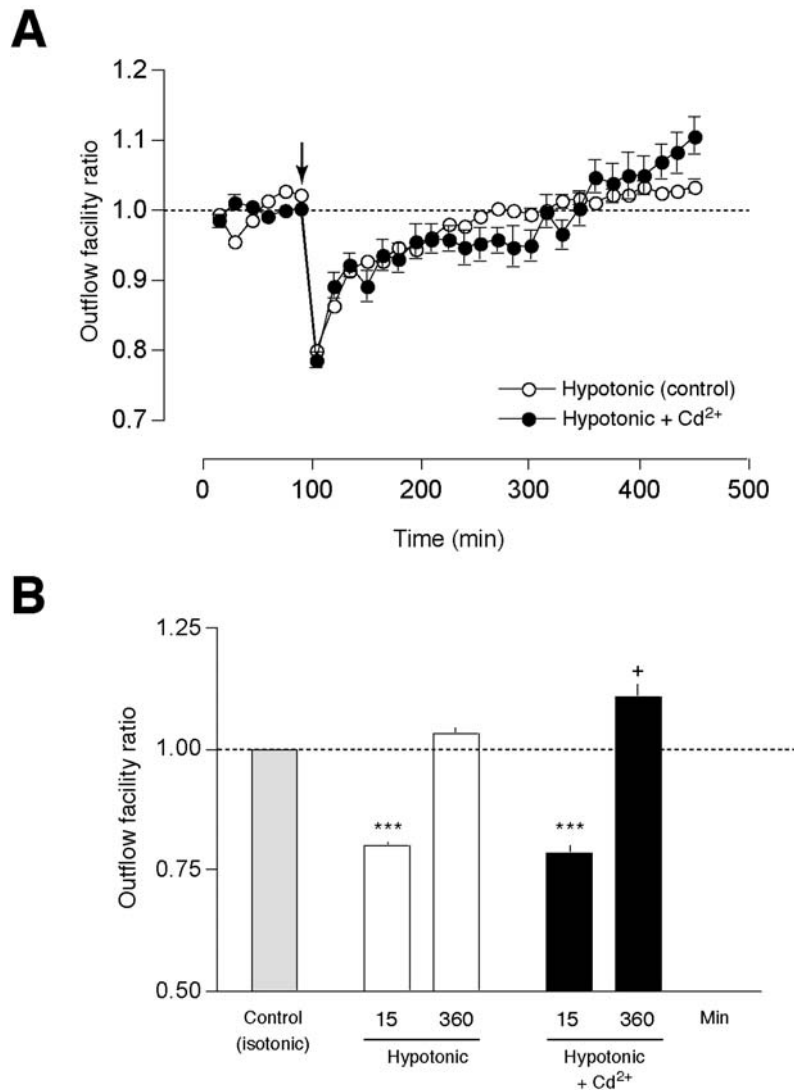 A
1.2
1.1
1.0
0.9
0.8
0.7
Outflow facility ratio
Hypotonic (control)
Hypotonic + Cd²⁺
0 100 200 300 400 500
Time (min)
B
1.25
1.00
0.75
0.50
Outflow facility ratio
+
*** ***
Control 15 360 15 360 Min
(isotonic)
Hypotonic Hypotonic
+ Cd²⁺